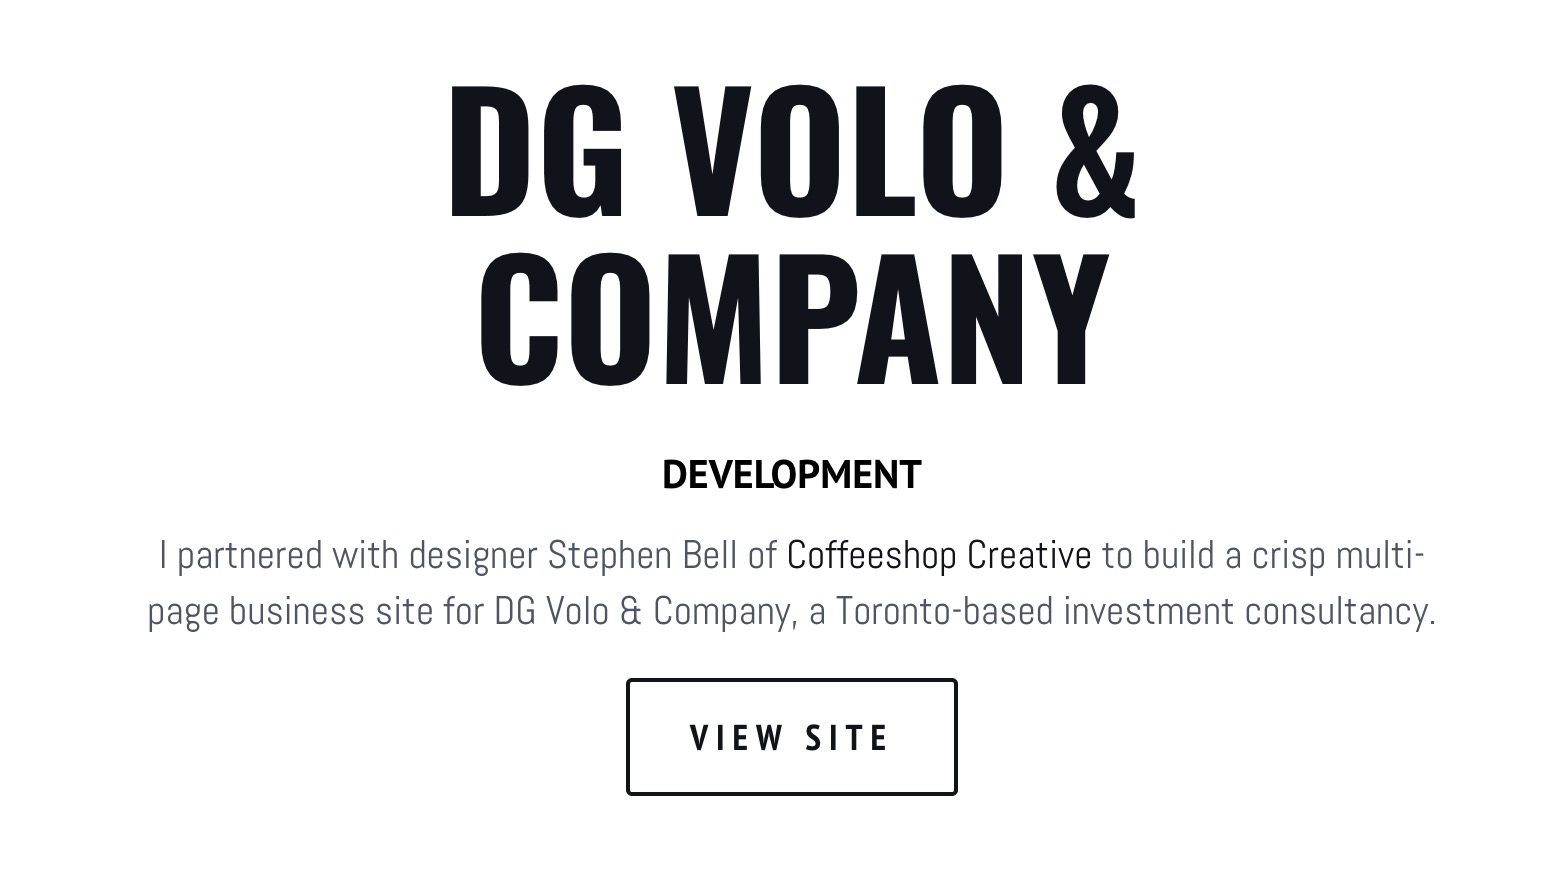 DG VOLO &
COMPANY
DEVELOPMENT
I partnered with designer Stephen Bell of Coffeeshop Creative to build a crisp multi-
page business site for DG Volo & Company, a Toronto-based investment consultancy.
VIEW SITE